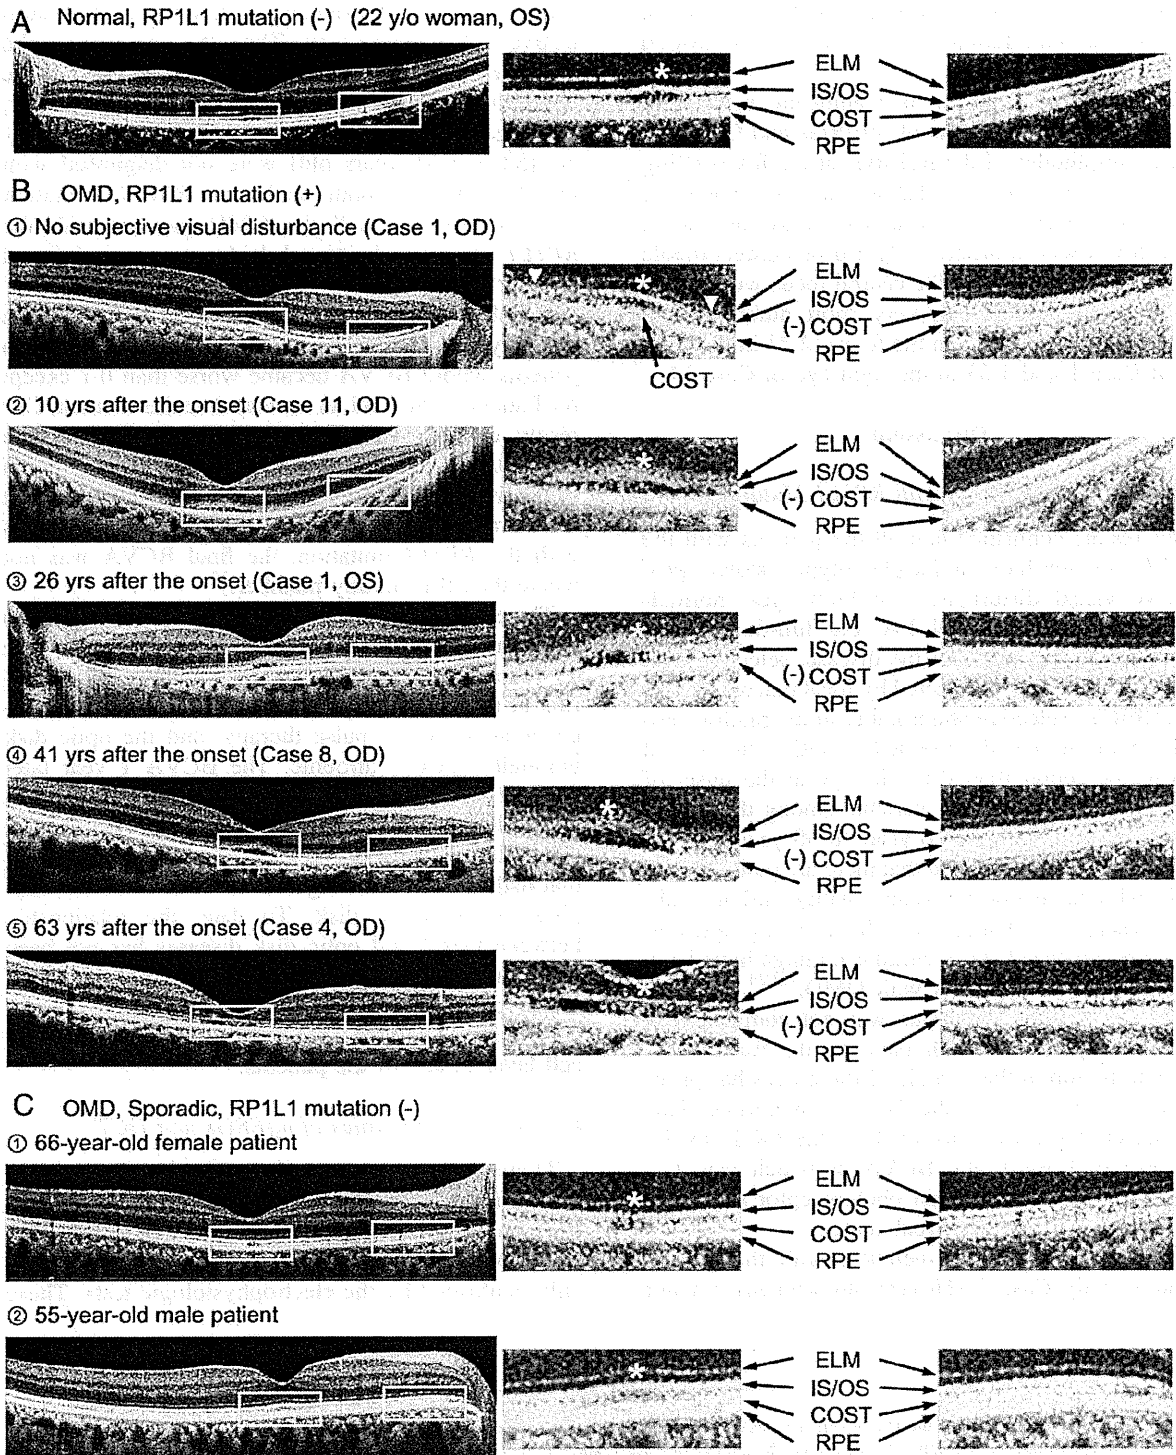 A Normal, RP1L1 mutation (-) (22 y/o woman, OS)
*
ELM
IS/OS
COST
RPE
B OMD, RP1L1 mutation (+)
① No subjective visual disturbance (Case 1, OD)
*
ELM
IS/OS
(-) COST
RPE
COST
② 10 yrs after the onset (Case 11, OD)
*
ELM
IS/OS
(-) COST
RPE
③ 26 yrs after the onset (Case 1, OS)
*
ELM
IS/OS
(-) COST
RPE
④ 41 years after the onset (Case 8, OD)
*
ELM
IS/OS
(-) COST
RPE
⑤ 63 yrs after the onset (Case 4, OD)
*
ELM
IS/OS
(-) COST
RPE
C OMD, Sporadic, RP1L1 mutation (-)
① 66-year-old female patient
*
ELM
IS/OS
COST
RPE
② 55-year-old male patient
*
ELM
IS/OS
COST
RPE